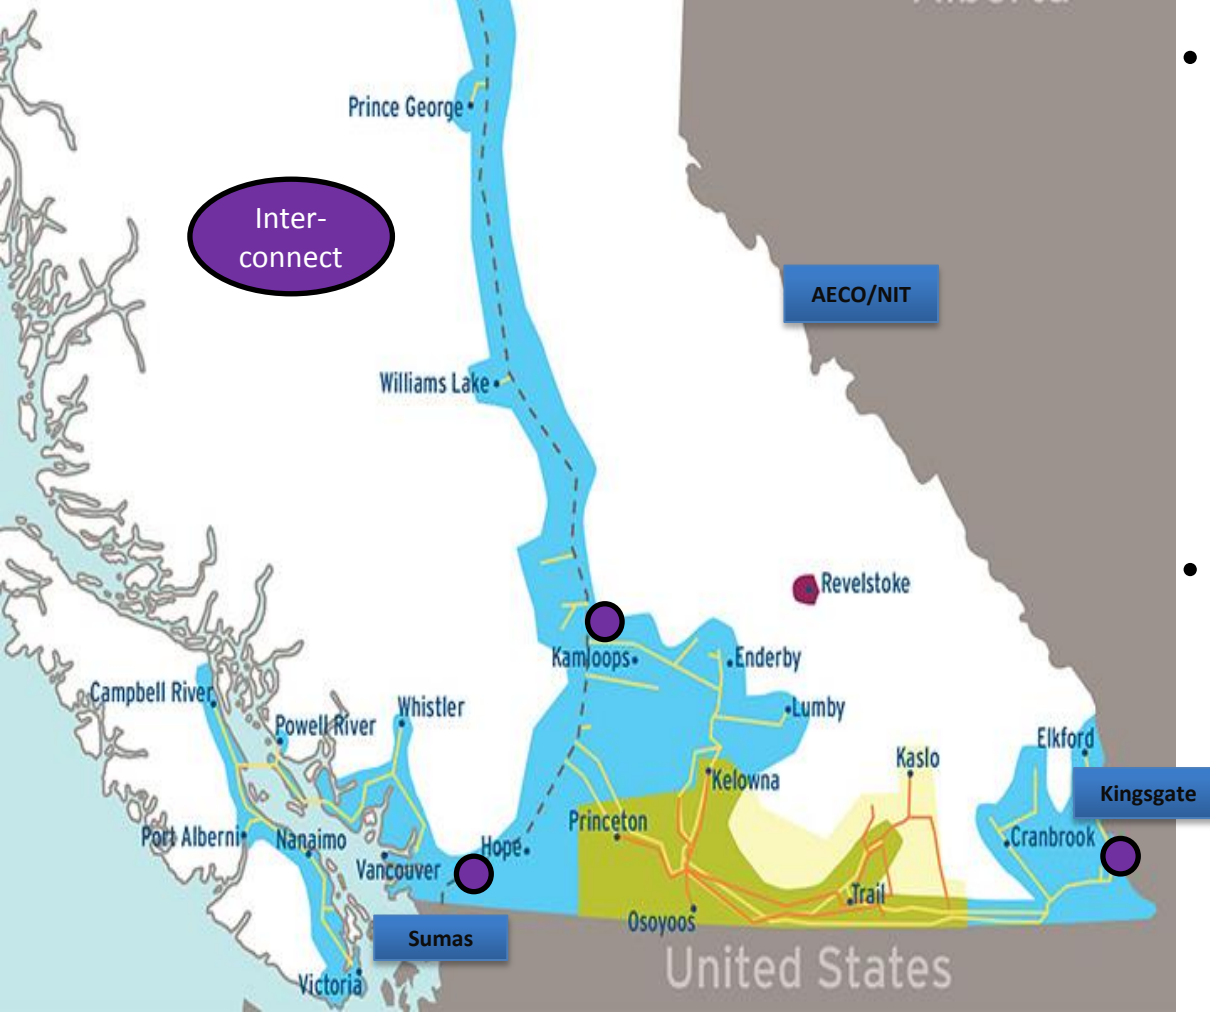 Alberta
•
Prince George
Inter-
connect
AECO/NIT
Williams Lake
•
Revelstoke
Kamloops
Enderby
Campbell River
Whistler
Lumby
Powell River
Elkford
Kaslo
Kelowna
Kingsgate
Princeton
Port Alberni
Nanaimo
Hope
Cranbrook
Vancouver
Trail
Osoyoos
Sumas
United States
Victoria